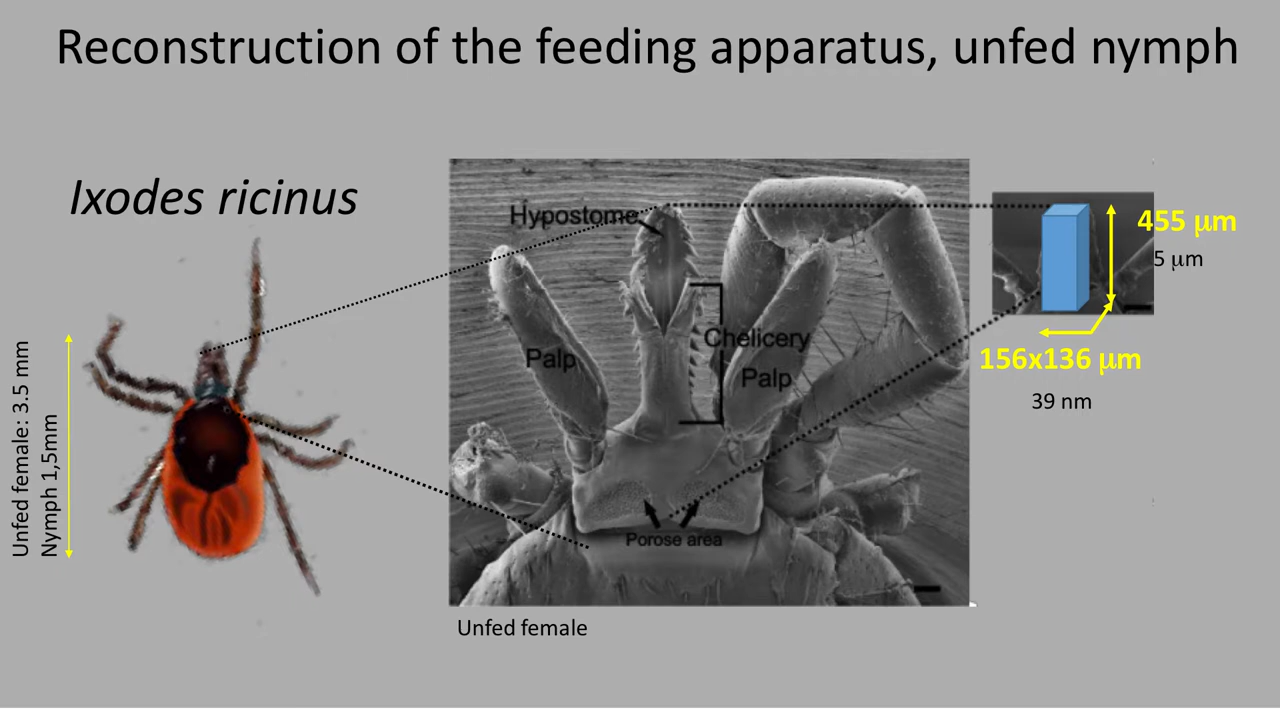 Reconstruction of the feeding apparatus, unfed nymph
Ixodes ricinus
Unfed female: 3.5 mm
Nymph 1,5mm
Hypostome
Palp
Chelicery
Palp
Porose area
Unfed female
455 μm
5 μm
156x136 μm
39 nm